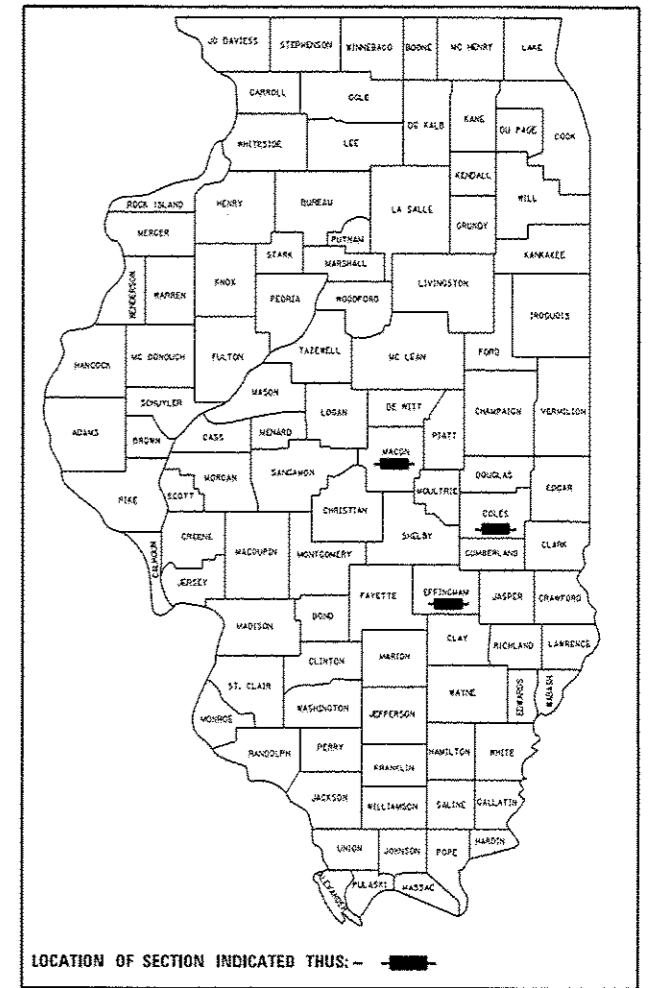 JO DAVIESS STEPHENSON WINNEBAGO BOONE MC HENRY LAKE
CARROLL OGLE DE KALB KANE DU PAGE COOK
WHITESIDE LEE
KENDALL
ROCK ISLAND HENRY BUREAU LA SALLE GRUNDY WILL
MERCER PUTNAM
STARK MARSHALL KANKAKEE
HENDERSON WARREN KNOX PEORIA WOODFORD LIVINGSTON IROQUOIS
HANCOCK MC DONOUGH FULTON TAZEWELL MC LEAN FORD
MASON
SCHUYLER LOGAN DE WITT CHAMPAIGN VERMILION
ADAMS BROWN CASS MENARD PIATT
MACON
PIKE SCOTT MORGAN SANGAMON MOULTRIE DOUGLAS EDGAR
CHRISTIAN COLES
CALHOUN GREENE MACOUPIN MONTGOMERY SHELBY CUMBERLAND CLARK
JERSEY FAYETTE EFFINGHAM JASPER CRAWFORD
MADISON BOND
CLAY RICHLAND LAWRENCE
CLINTON MARION
ST. CLAIR WAYNE EDWARDS WABASH
WASHINGTON JEFFERSON
MONROE
RANDOLPH PERRY HAMILTON WHITE
FRANKLIN
JACKSON WILLIAMSON SALINE GALLATIN
HARDIN
UNION JOHNSON POPE
ALEXANDER PULASKI MASSAC
LOCATION OF SECTION INDICATED THUS: -